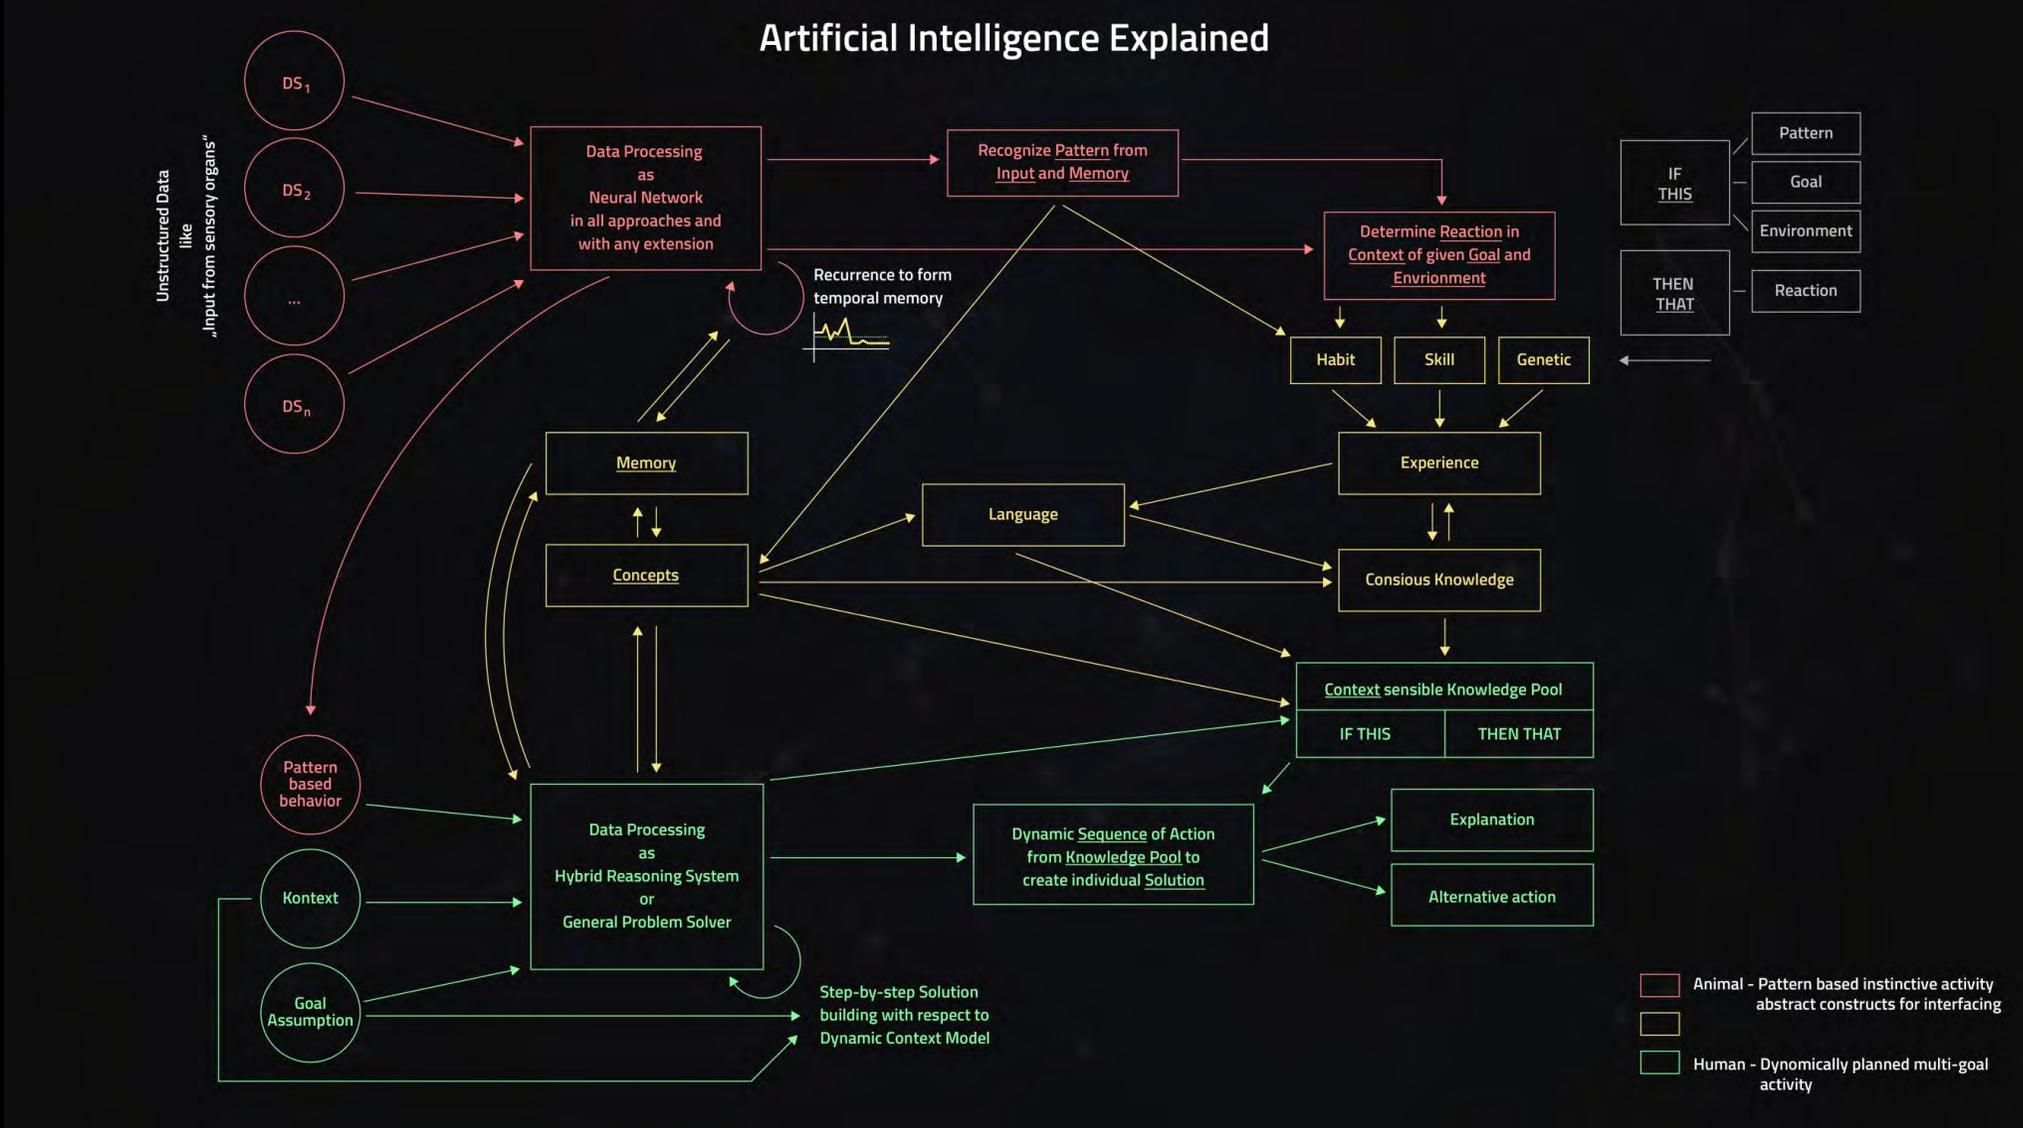 Artificial Intelligence Explained
Unstructured Data
like
„Input from sensory organs“
DS1
DS2
...
DSn
Data Processing
as
Neural Network
in all approaches and
with any extension
Recurrence to form
temporal memory
Recognize Pattern from
Input and Memory
Determine Reaction in
Context of given Goal and
Envrionment
IF
THIS
Pattern
Goal
Environment
THEN
THAT
Reaction
Habit
Skill
Genetic
Memory
Experience
Language
Concepts
Consious Knowledge
Context sensible Knowledge Pool
IF THIS
THEN THAT
Pattern
based
behavior
Kontext
Goal
Assumption
Data Processing
as
Hybrid Reasoning System
or
General Problem Solver
Dynamic Sequence of Action
from Knowledge Pool to
create individual Solution
Explanation
Alternative action
Step-by-step Solution
building with respect to
Dynamic Context Model
Animal - Pattern based instinctive activity
abstract constructs for interfacing
Human - Dynomically planned multi-goal
activity